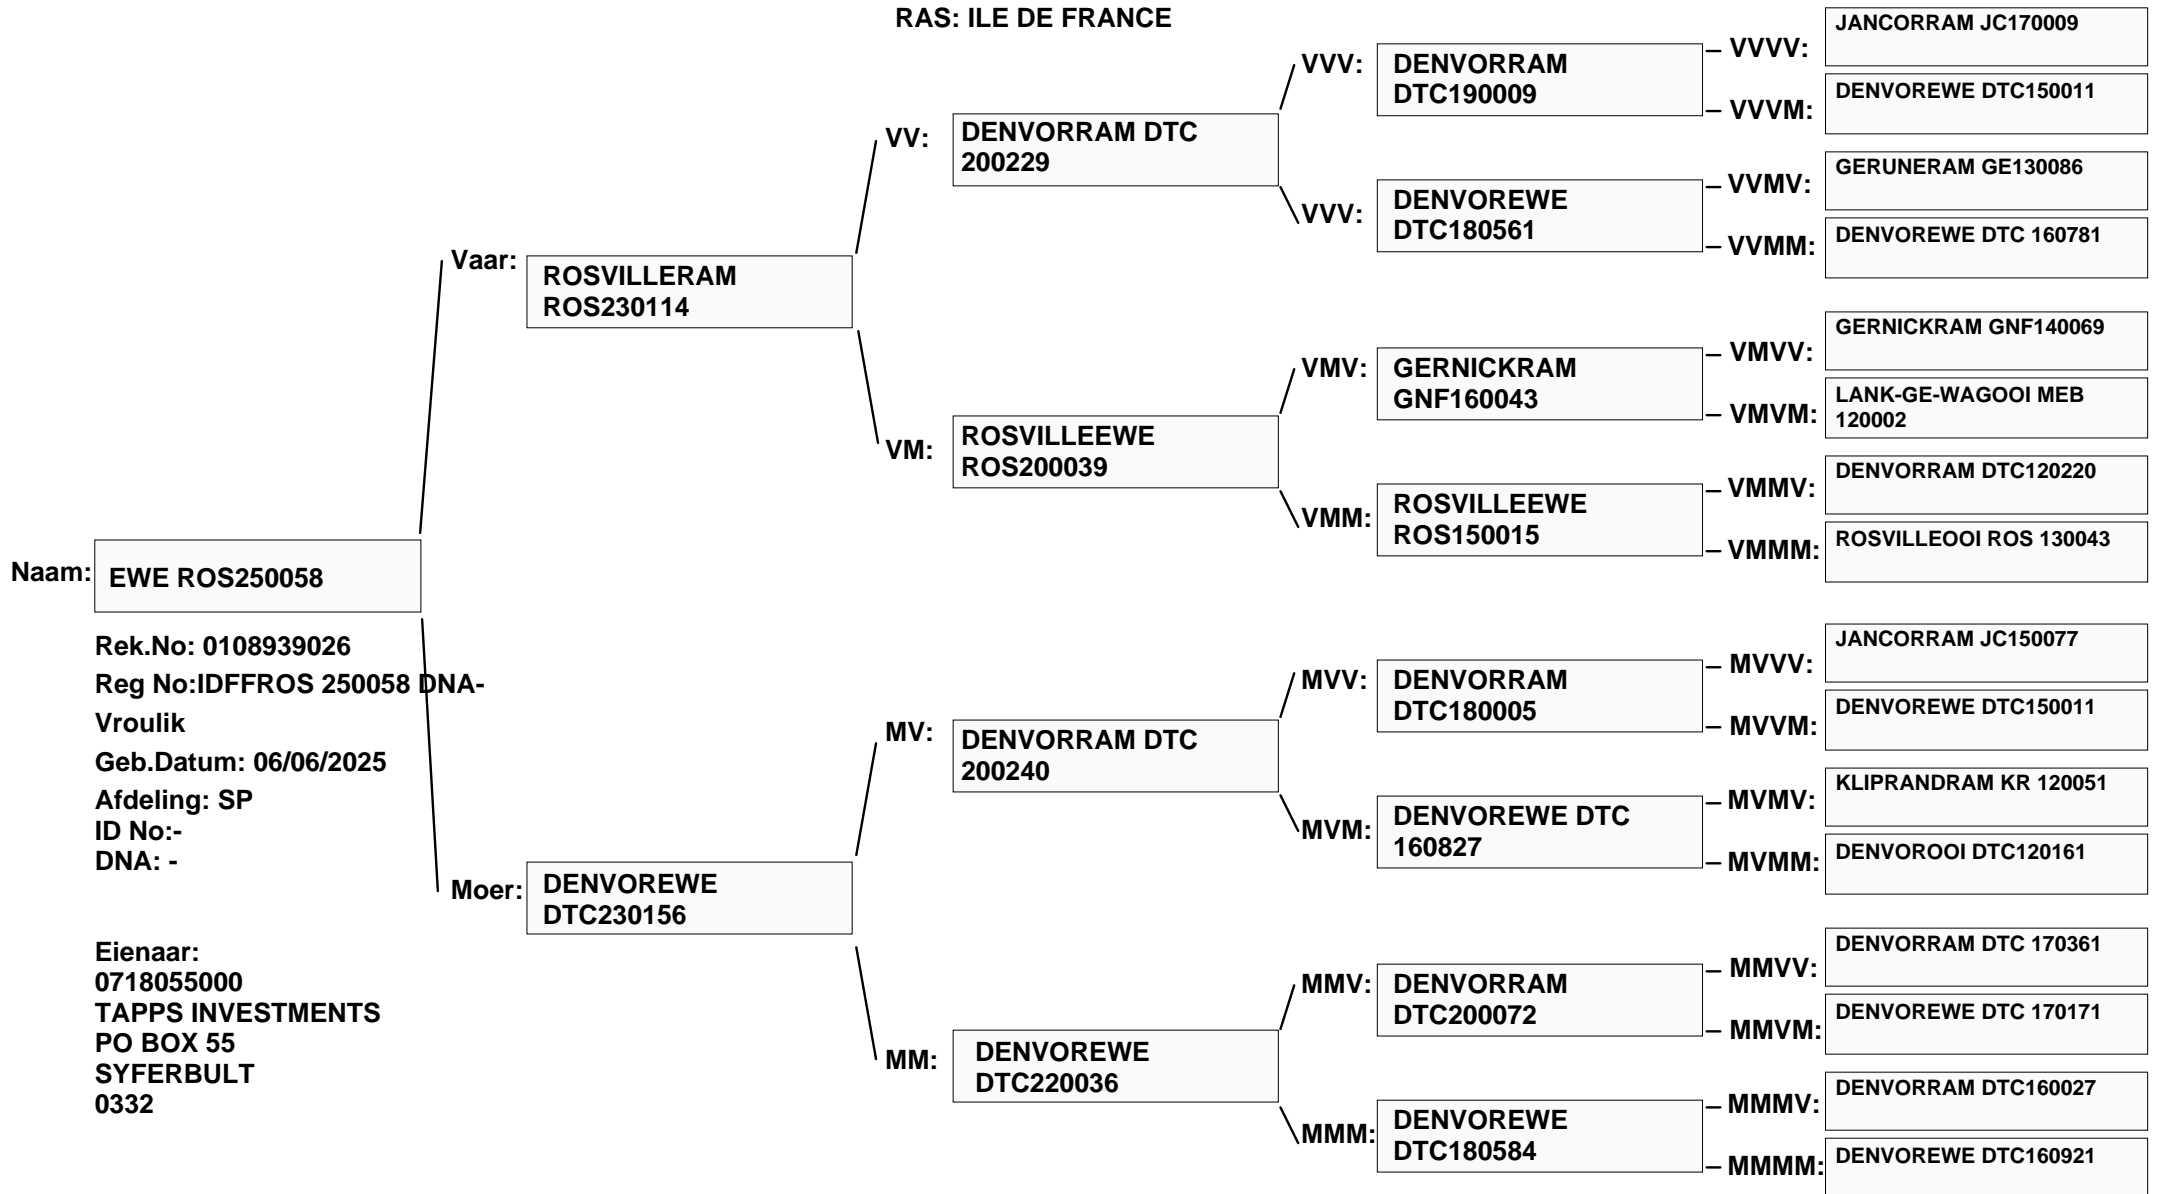 RAS: ILE DE FRANCE
Naam:
EWE ROS250058
Rek.No: 0108939026
Reg No:IDFFROS 250058 DNA-
Vroulik
Geb.Datum: 06/06/2025
Afdeling: SP
ID No:-
DNA: -
Eienaar:
0718055000
TAPPS INVESTMENTS
PO BOX 55
SYFERBULT
0332
Vaar:
ROSVILLERAM
ROS230114
Moer:
DENVOREWE
DTC230156
VV:
DENVORRAM DTC
200229
VM:
ROSVILLEEWE
ROS200039
MV:
DENVORRAM DTC
200240
MM:
DENVOREWE
DTC220036
VVV:
DENVORRAM
DTC190009
VVV:
DENVOREWE
DTC180561
VMV:
GERNICKRAM
GNF160043
VMM:
ROSVILLEEWE
ROS150015
MVV:
DENVORRAM
DTC180005
MVM:
DENVOREWE DTC
160827
MMV:
DENVORRAM
DTC200072
MMM:
DENVOREWE
DTC180584
VVVV:
JANCORRAM JC170009
VVVM:
DENVOREWE DTC150011
VVMV:
GERUNERAM GE130086
VVMM:
DENVOREWE DTC 160781
VMVV:
GERNICKRAM GNF140069
VMVM:
LANK-GE-WAGOOI MEB
120002
VMMV:
DENVORRAM DTC120220
VMMM:
ROSVILLEOOI ROS 130043
MVVV:
JANCORRAM JC150077
MVVM:
DENVOREWE DTC150011
MVMV:
KLIPRANDRAM KR 120051
MVMM:
DENVOROOI DTC120161
MMVV:
DENVORRAM DTC 170361
MMVM:
DENVOREWE DTC 170171
MMMV:
DENVORRAM DTC160027
MMMM:
DENVOREWE DTC160921